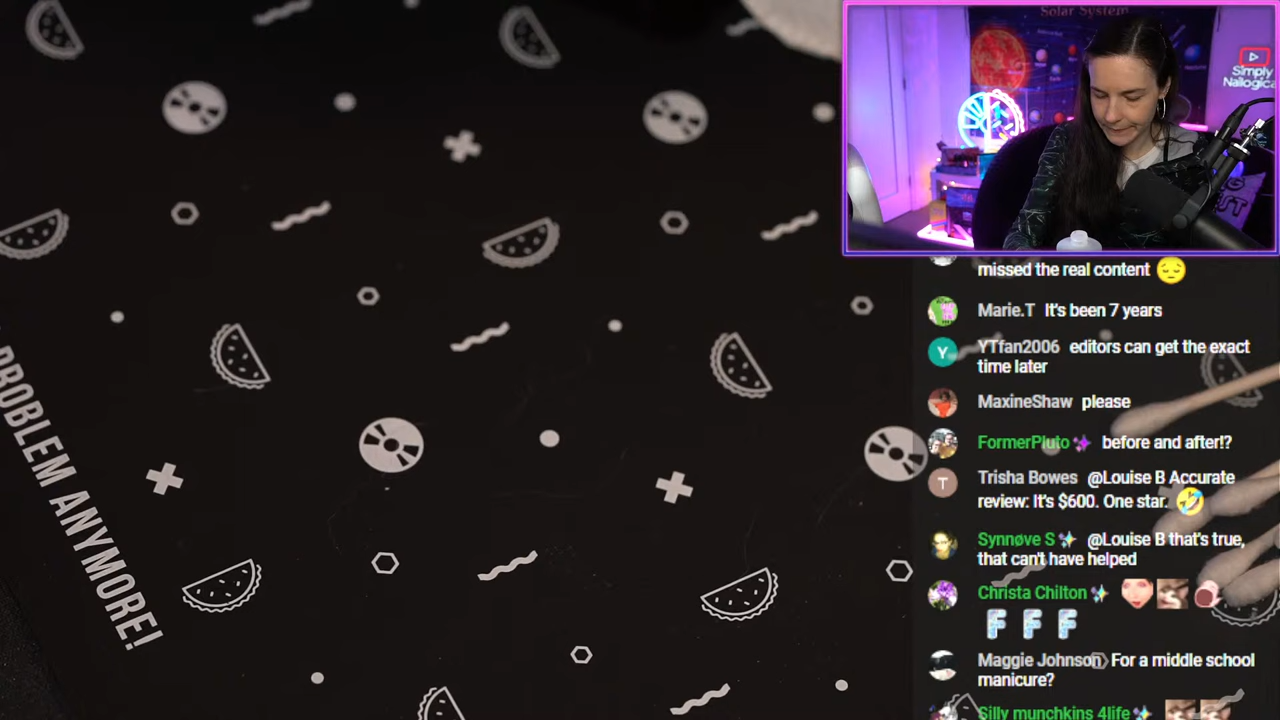 Solar System
Simply
Nailogical
PROBLEM ANYMORE!
missed the real content 😔
Marie.T It's been 7 years
YTfan2006 editors can get the exact
time later
MaxineShaw please
FormerPluto before and after!?
Trisha Bowes @Louise B Accurate
review: It's $600. One star. 🤣
Synnøve S @Louise B that's true,
that can't have helped
Christa Chilton
F F F
Maggie Johnson For a middle school
manicure?
Silly munchkins 4life